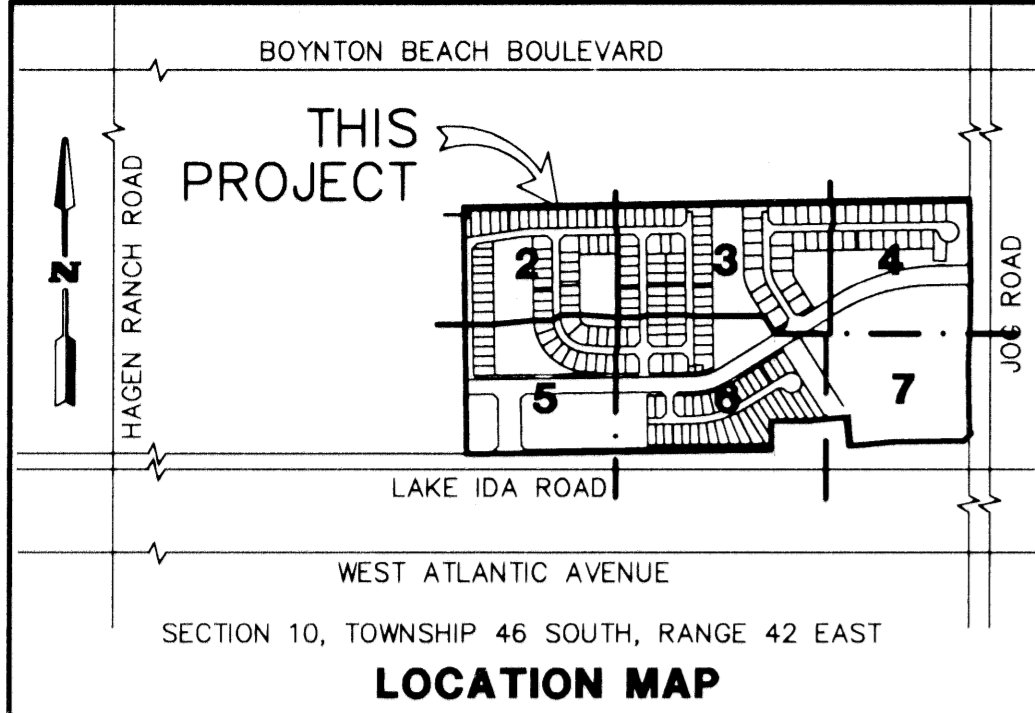 BOYNTON BEACH BOULEVARD
THIS
PROJECT
HAGEN RANCH ROAD
N
2
3
4
JOG ROAD
5
6
7
LAKE IDA ROAD
WEST ATLANTIC AVENUE
SECTION 10, TOWNSHIP 46 SOUTH, RANGE 42 EAST
LOCATION MAP